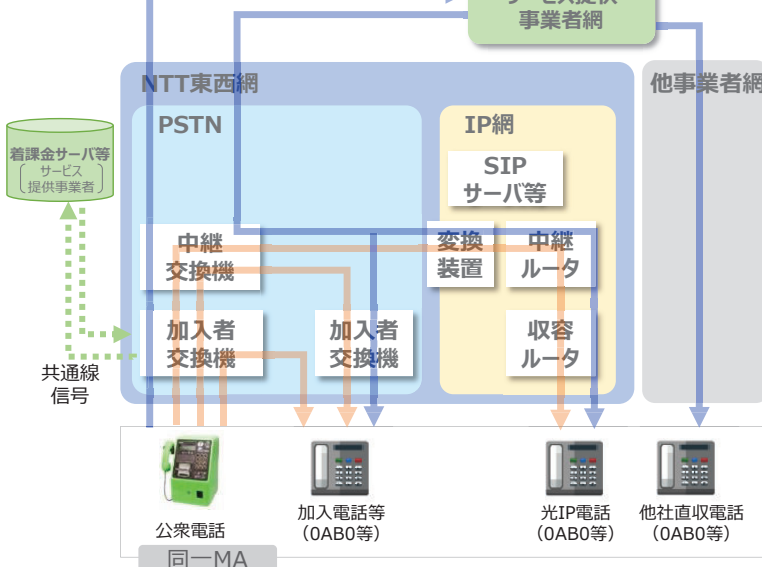 事業者網
NTT東西網
他事業者網
PSTN
IP網
着課金サーバ等
サービス
提供事業者
SIP
サーバ等
中継
交換機
変換
装置
中継
ルータ
加入者
交換機
加入者
交換機
収容
ルータ
共通線
信号
公衆電話
加入電話等
（0AB0等）
光IP電話
（0AB0等）
他社直収電話
（0AB0等）
同一MA